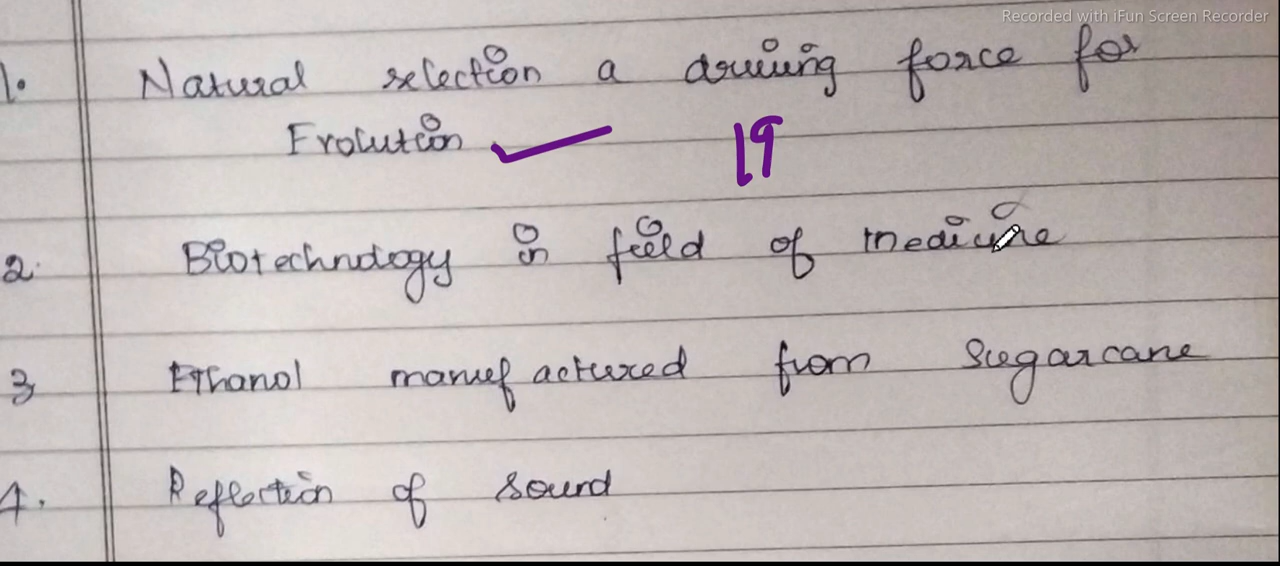 Recorded with iFun Screen Recorder
1. Natural selection a driving force for
Evolution 19
2. Biotechnology in field of medicine
3 Ethanol manufactured from Sugarcane
4. Reflection of sound